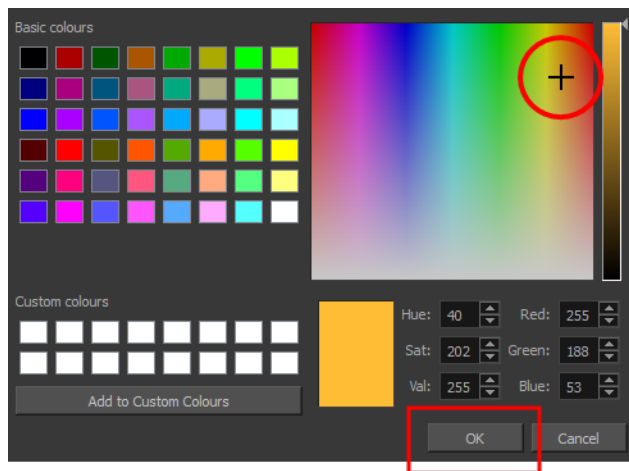 Basic colours
Custom colours
Add to Custom Colours
Hue: 40 Red: 255
Sat: 202 Green: 188
Val: 255 Blue: 53
OK Cancel